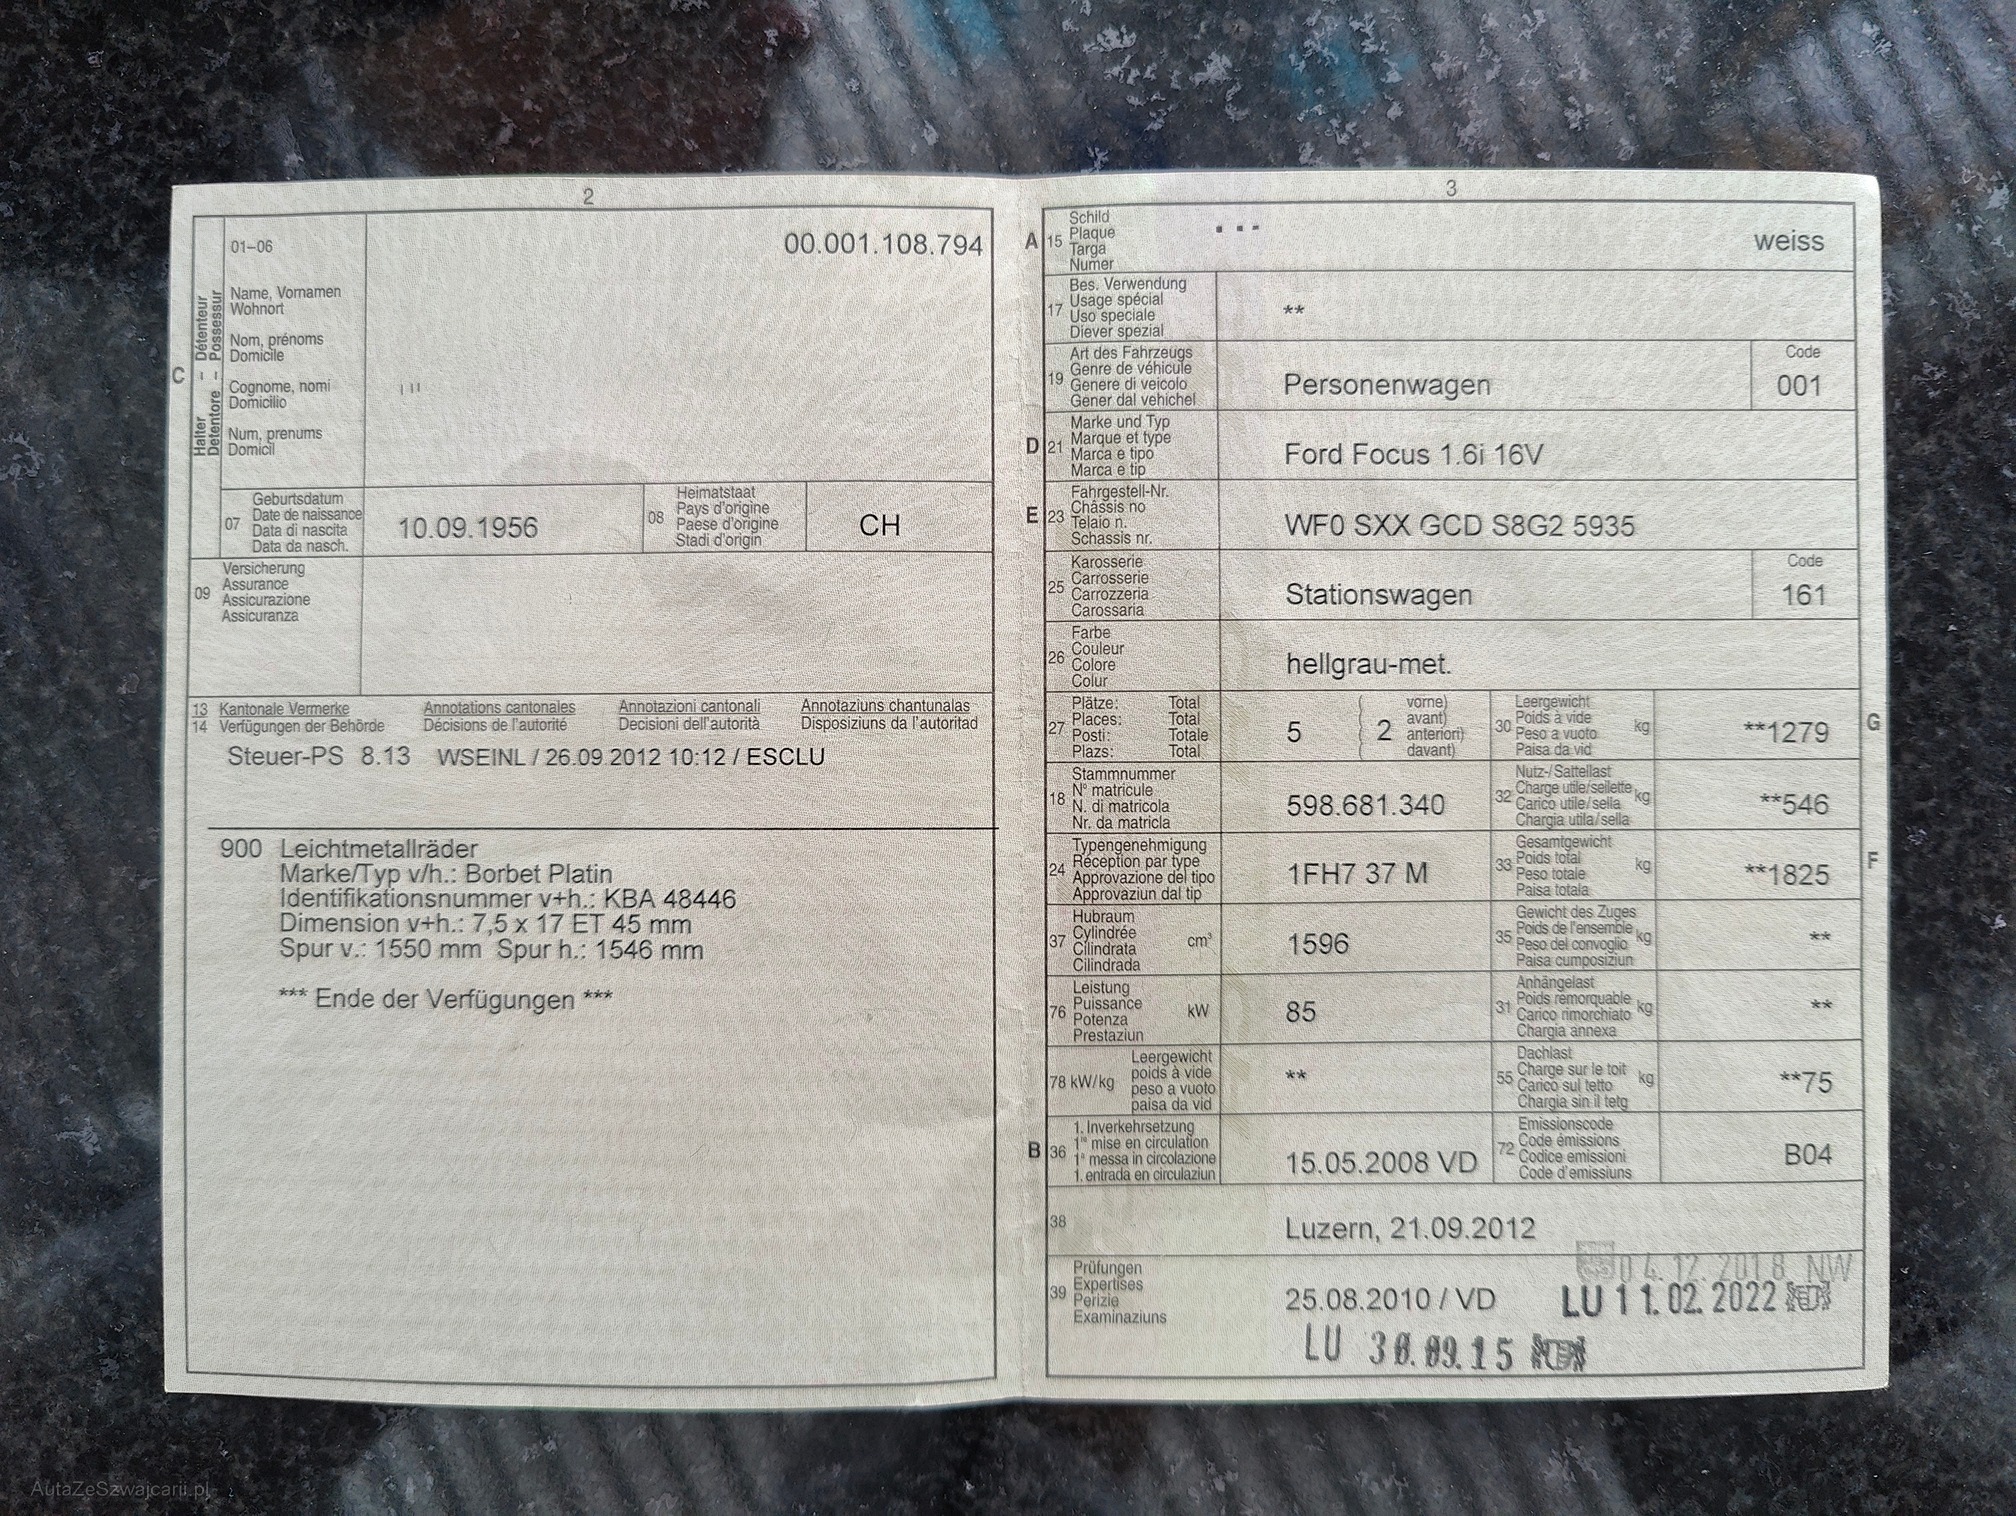 2
01–06
00.001.108.794
C
Halter – Détenteur
Detentore – Possessur
Name, Vornamen
Wohnort
Nom, prénoms
Domicile
Cognome, nomi
Domicilio
Num, prenums
Domicil
07
Geburtsdatum
Date de naissance
Data di nascita
Data da nasch.
10.09.1956
08
Heimatstaat
Pays d'origine
Paese d'origine
Stadi d'origin
CH
09
Versicherung
Assurance
Assicurazione
Assicuranza
13 Kantonale Vermerke Annotations cantonales Annotazioni cantonali Annotaziuns chantunalas
14 Verfügungen der Behörde Décisions de l'autorité Decisioni dell'autorità Disposiziuns da l'autoritad
Steuer-PS 8.13 WSEINL / 26.09.2012 10:12 / ESCLU
900 Leichtmetallräder
Marke/Typ v/h.: Borbet Platin
Identifikationsnummer v+h.: KBA 48446
Dimension v+h.: 7,5 x 17 ET 45 mm
Spur v.: 1550 mm Spur h.: 1546 mm
*** Ende der Verfügungen ***
3
A 15
Schild
Plaque
Targa
Numer
weiss
17
Bes. Verwendung
Usage spécial
Uso speciale
Diever spezial
**
19
Art des Fahrzeugs
Genre de véhicule
Genere di veicolo
Gener dal vehichel
Personenwagen
Code
001
D 21
Marke und Typ
Marque et type
Marca e tipo
Marca e tip
Ford Focus 1.6i 16V
E 23
Fahrgestell-Nr.
Châssis no
Telaio n.
Schassis nr.
WF0 SXX GCD S8G2 5935
25
Karosserie
Carrosserie
Carrozzeria
Carossaria
Stationswagen
Code
161
26
Farbe
Couleur
Colore
Colur
hellgrau-met.
27
Plätze: Total
Places: Total
Posti: Totale
Plazs: Total
5
2
vorne)
avant)
anteriori)
davant)
30
Leergewicht
Poids à vide
Peso a vuoto
Paisa da vid
kg
**1279
G
18
Stammnummer
N° matricule
N. di matricola
Nr. da matricla
598.681.340
32
Nutz-/Sattellast
Charge utile/sellette
Carico utile/sella
Chargia utila/sella
kg
**546
24
Typengenehmigung
Réception par type
Approvazione del tipo
Approvaziun dal tip
1FH7 37 M
33
Gesamtgewicht
Poids total
Peso totale
Paisa totala
kg
**1825
F
37
Hubraum
Cylindrée
Cilindrata
Cilindrada
cm³
1596
35
Gewicht des Zuges
Poids de l'ensemble
Peso del convoglio
Paisa cumposiziun
kg
**
76
Leistung
Puissance
Potenza
Prestaziun
kW
85
31
Anhängelast
Poids remorquable
Carico rimorchiato
Chargia annexa
kg
**
78 kW/kg
Leergewicht
poids à vide
peso a vuoto
paisa da vid
**
55
Dachlast
Charge sur le toit
Carico sul tetto
Chargia sin il tetg
kg
**75
B 36
1. Inverkehrsetzung
1re mise en circulation
1a messa in circolazione
1. entrada en circulaziun
15.05.2008 VD
72
Emissionscode
Code émissions
Codice emissioni
Code d'emissiuns
B04
38
Luzern, 21.09.2012
39
Prüfungen
Expertises
Perizie
Examinaziuns
04.12.2018 NW
25.08.2010 / VD
LU 11.02.2022
LU 30.09.15
AutaZeSzwajcarii.pl